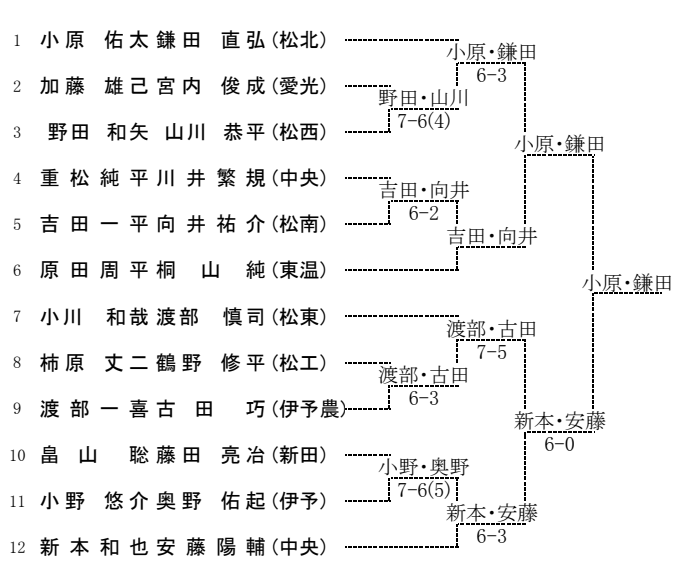 1 小原 佑太 鎌田 直弘 (松北)
小原・鎌田
6-3
2 加藤 雄己 宮内 俊成 (愛光)
野田・山川
7-6(4)
3 野田 和矢 山川 恭平 (松西)
小原・鎌田
4 重松 純平 川井 繁規 (中央)
吉田・向井
6-2
5 吉田 一平 向井 祐介 (松南)
吉田・向井
6 原田 周平 桐山 純 (東温)
小原・鎌田
7 小川 和哉 渡部 慎司 (松東)
渡部・古田
7-5
8 柿原 丈二 鶴野 修平 (松工)
渡部・古田
6-3
9 渡部 一喜 古田 巧 (伊予農)
新本・安藤
6-0
10 畠山 聡 藤田 亮冶 (新田)
小野・奥野
7-6(5)
11 小野 悠介 奥野 佑起 (伊予)
新本・安藤
6-3
12 新本 和也 安藤 陽輔 (中央)